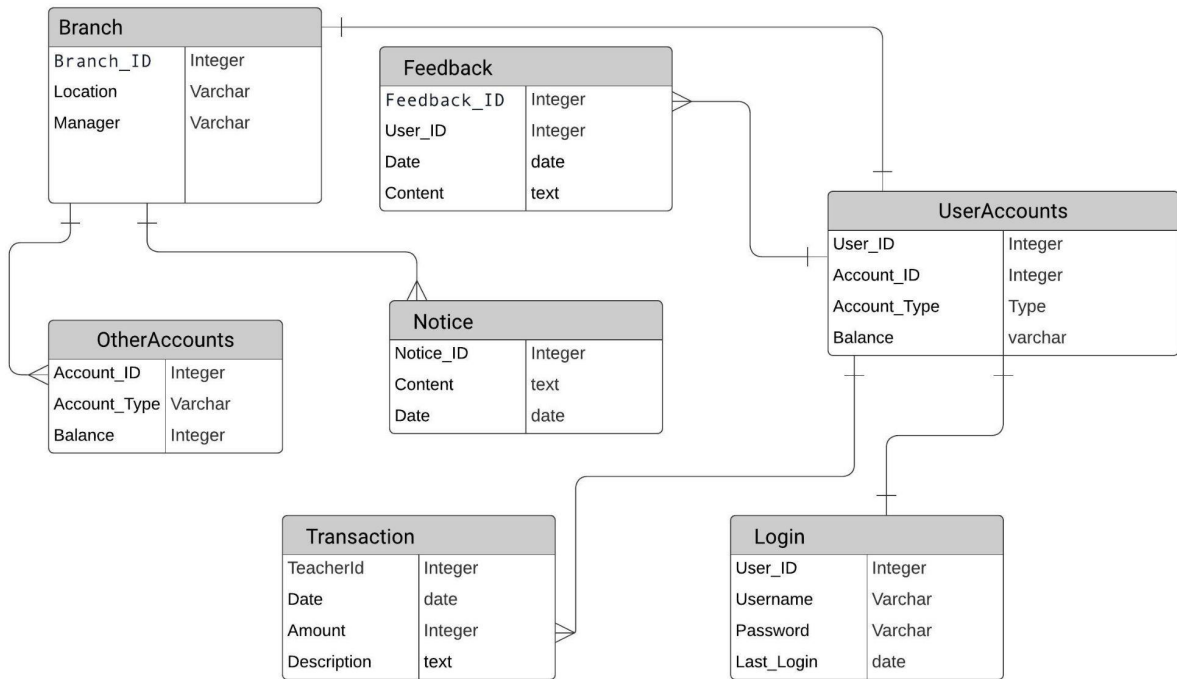 Branch
Branch_ID Integer
Location Varchar
Manager Varchar
Feedback
Feedback_ID Integer
User_ID Integer
Date date
Content text
UserAccounts
User_ID Integer
Account_ID Integer
Account_Type Type
Balance varchar
OtherAccounts
Account_ID Integer
Account_Type Varchar
Balance Integer
Notice
Notice_ID Integer
Content text
Date date
Transaction
TeacherId Integer
Date date
Amount Integer
Description text
Login
User_ID Integer
Username Varchar
Password Varchar
Last_Login date